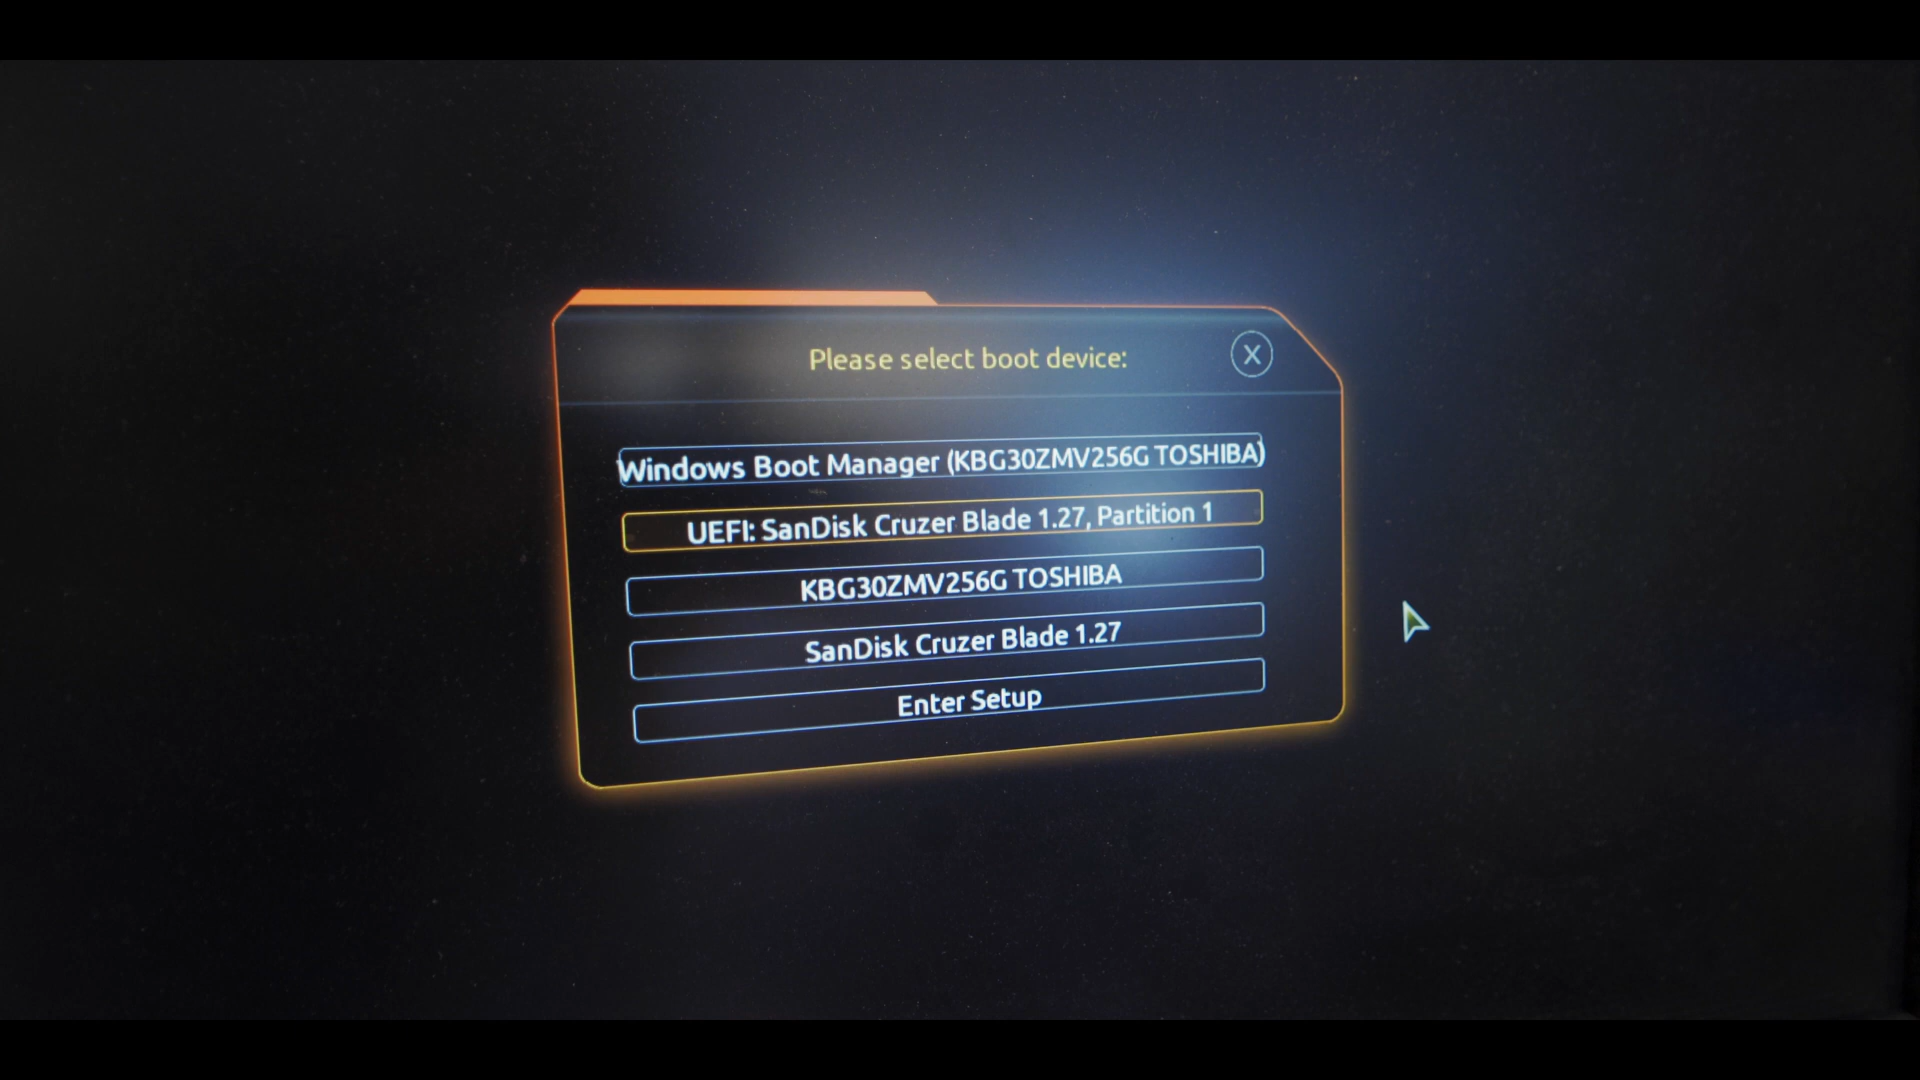 Please select boot device:
X
Windows Boot Manager (KBG30ZMV256G TOSHIBA)
UEFI: SanDisk Cruzer Blade 1.27, Partition 1
KBG30ZMV256G TOSHIBA
SanDisk Cruzer Blade 1.27
Enter Setup